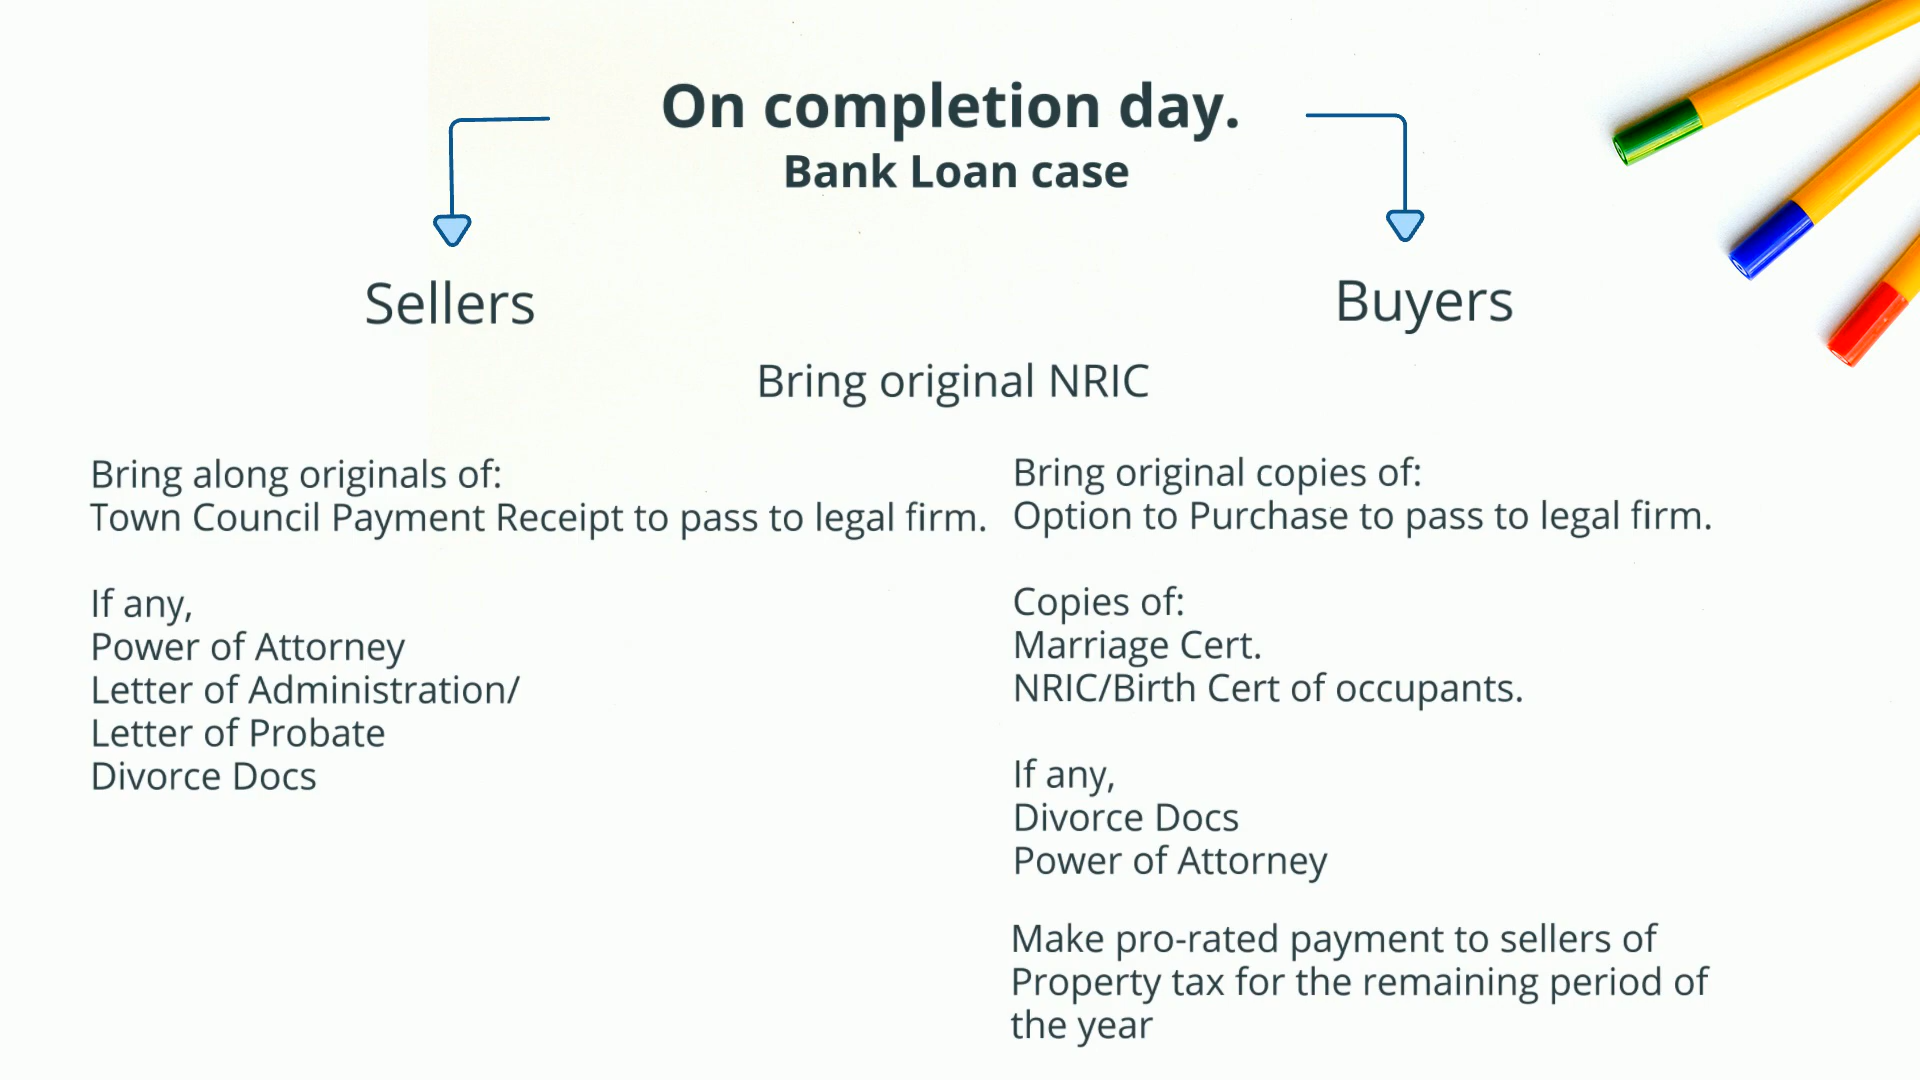 On completion day.
Bank Loan case
Sellers
Buyers
Bring original NRIC
Bring along originals of:
Town Council Payment Receipt to pass to legal firm.
If any,
Power of Attorney
Letter of Administration/
Letter of Probate
Divorce Docs
Bring original copies of:
Option to Purchase to pass to legal firm.
Copies of:
Marriage Cert.
NRIC/Birth Cert of occupants.
If any,
Divorce Docs
Power of Attorney
Make pro-rated payment to sellers of
Property tax for the remaining period of
the year